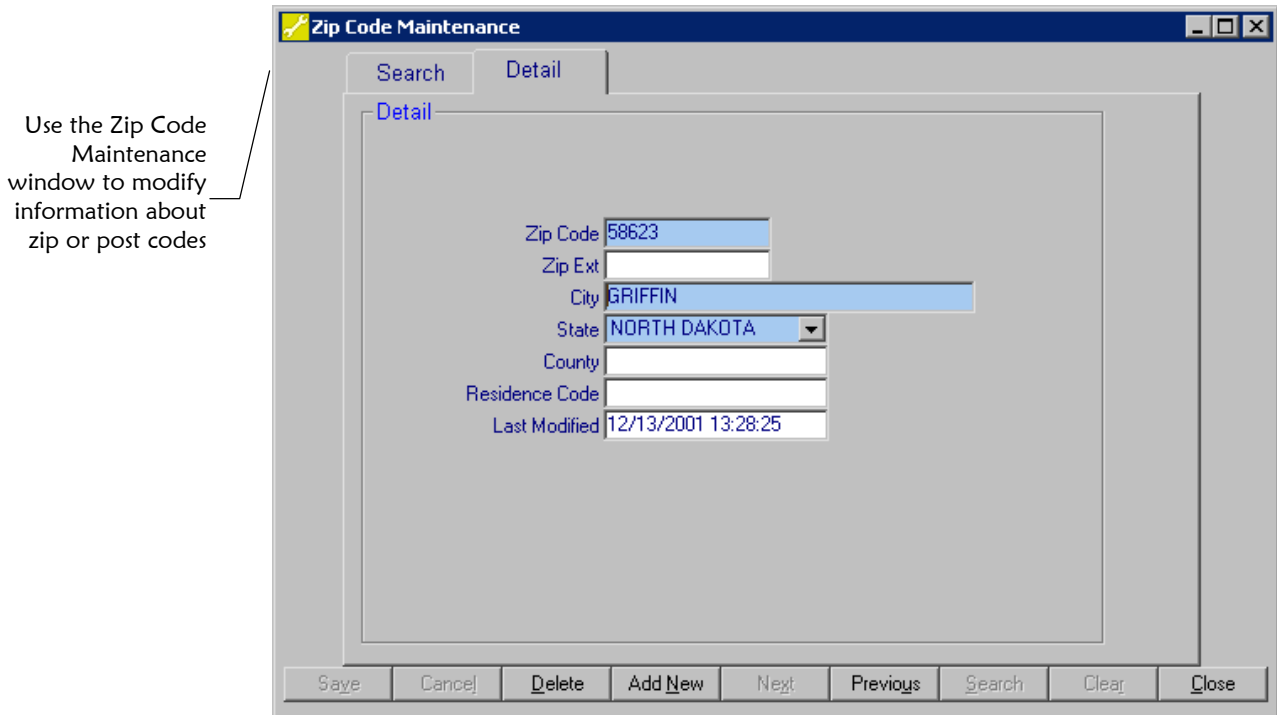 Zip Code Maintenance
Search
Detail
Detail
Use the Zip Code
Maintenance
window to modify
information about
zip or post codes
Zip Code 58623
Zip Ext
City GRIFFIN
State NORTH DAKOTA
County
Residence Code
Last Modified 12/13/2001 13:28:25
Save Cancel Delete Add New Next Previous Search Clear Close